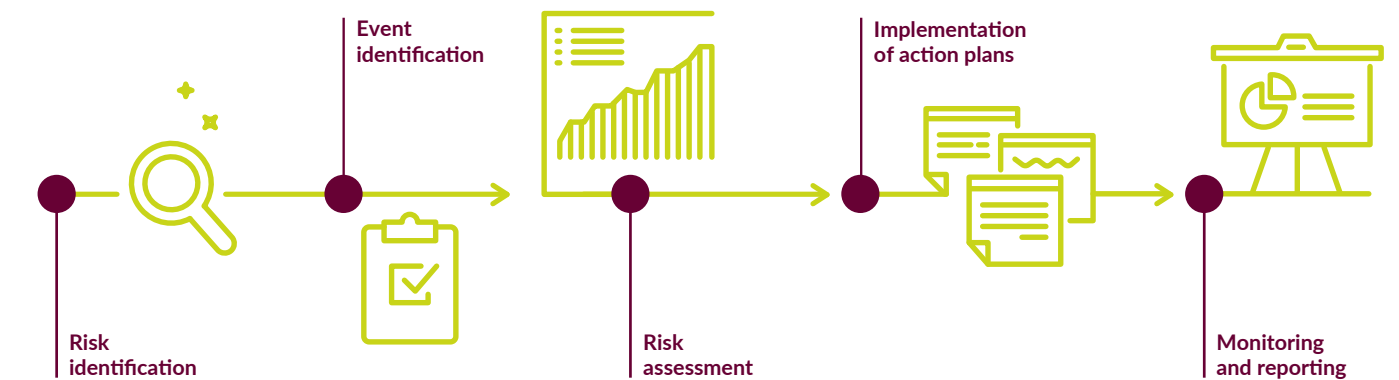 Risk
identification
Event
identification
Risk
assessment
Implementation
of action plans
Monitoring
and reporting